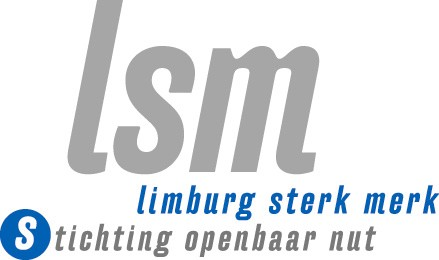 lsm
limburg sterk merk
Stichting openbaar nut